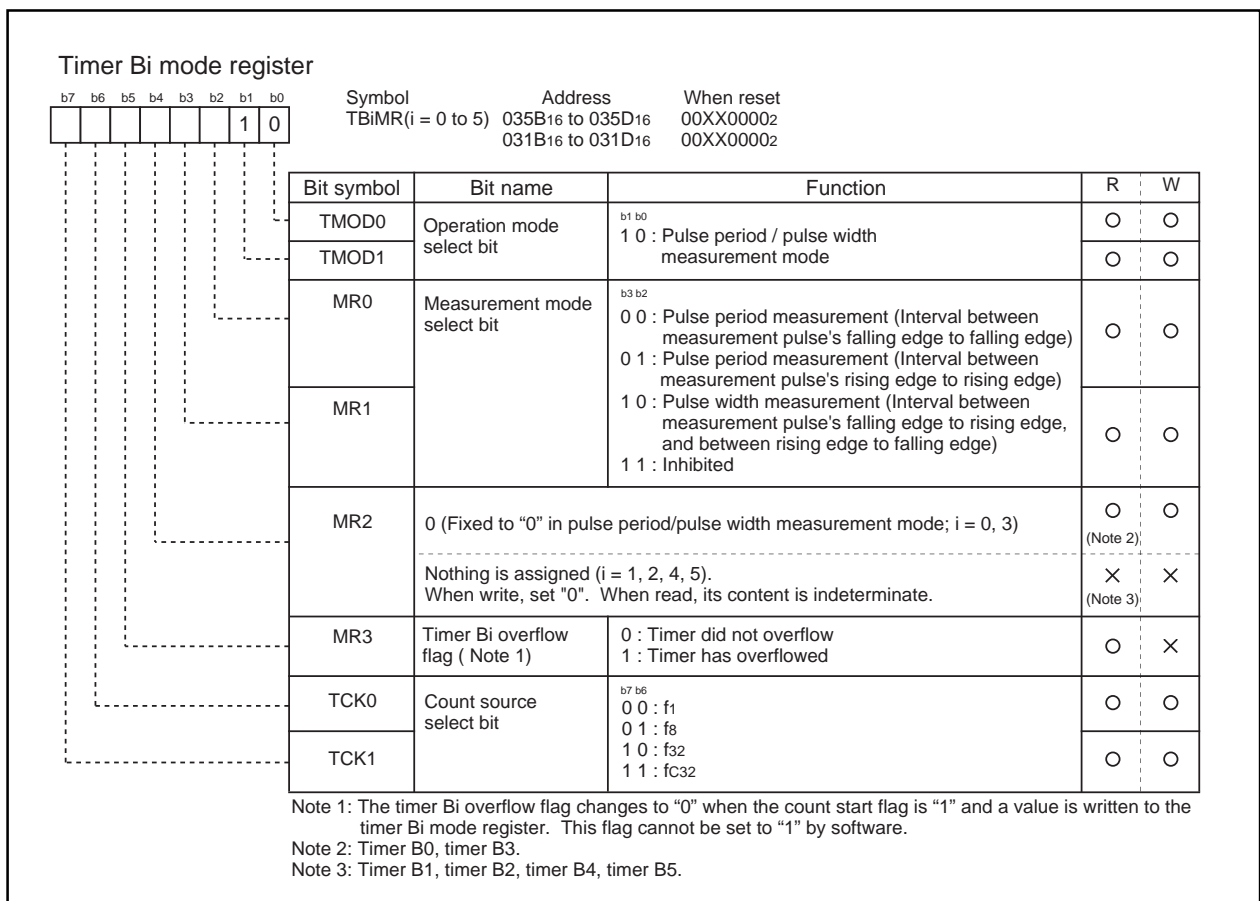 Timer Bi mode register
b7 b6 b5 b4 b3 b2 b1 b0
1 0
Symbol Address When reset
TBiMR(i = 0 to 5) 035B16 to 035D16 00XX00002
031B16 to 031D16 00XX00002
Bit symbol Bit name Function R W
TMOD0
TMOD1
Operation mode
select bit
b1 b0
1 0 : Pulse period / pulse width
measurement mode
MR0
MR1
Measurement mode
select bit
b3 b2
0 0 : Pulse period measurement (Interval between
measurement pulse's falling edge to falling edge)
0 1 : Pulse period measurement (Interval between
measurement pulse's rising edge to rising edge)
1 0 : Pulse width measurement (Interval between
measurement pulse's falling edge to rising edge,
and between rising edge to falling edge)
1 1 : Inhibited
MR2
0 (Fixed to “0” in pulse period/pulse width measurement mode; i = 0, 3)
(Note 2)
Nothing is assigned (i = 1, 2, 4, 5).
When write, set "0". When read, its content is indeterminate.
(Note 3)
MR3
Timer Bi overflow
flag ( Note 1)
0 : Timer did not overflow
1 : Timer has overflowed
TCK0
TCK1
Count source
select bit
b7 b6
0 0 : f1
0 1 : f8
1 0 : f32
1 1 : fC32
Note 1: The timer Bi overflow flag changes to “0” when the count start flag is “1” and a value is written to the
timer Bi mode register. This flag cannot be set to “1” by software.
Note 2: Timer B0, timer B3.
Note 3: Timer B1, timer B2, timer B4, timer B5.